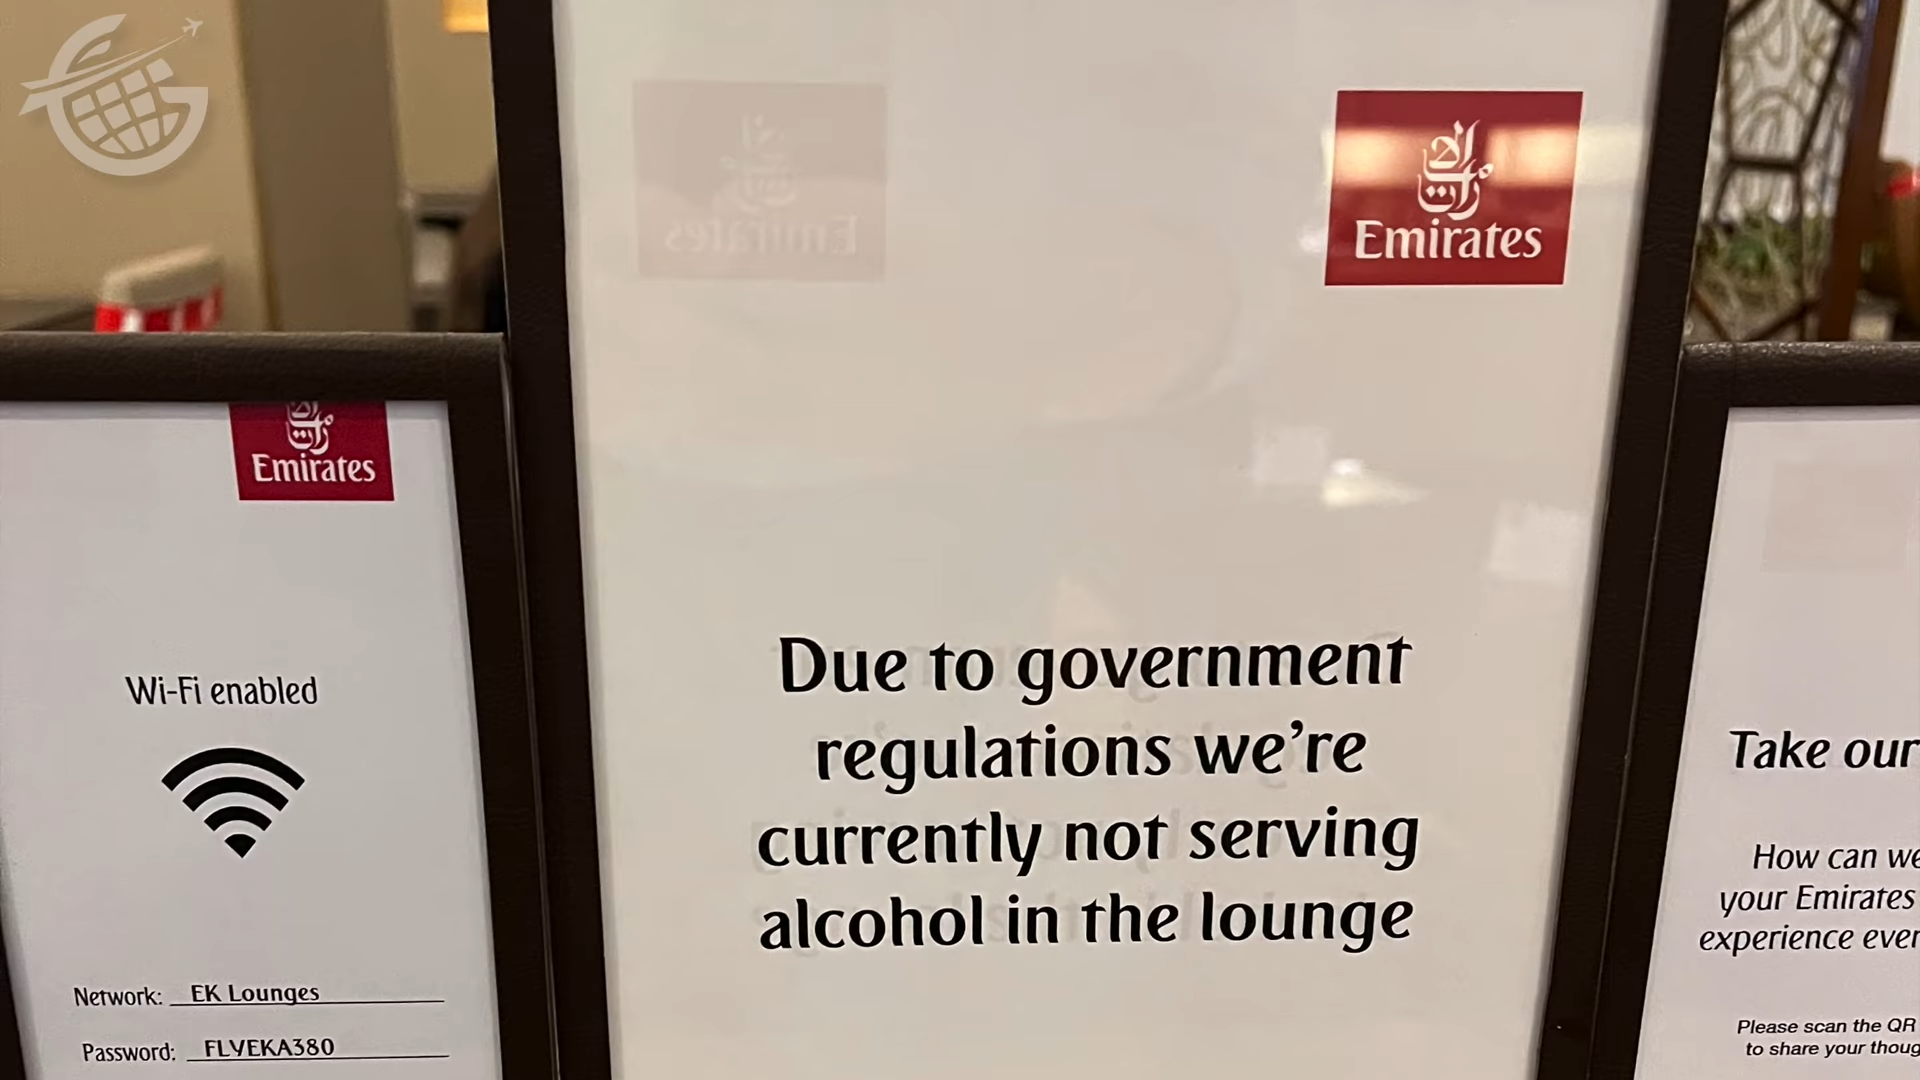 Emirates
Wi-Fi enabled
Network: EK Lounges
Password: FLYEKA380
Emirates
Due to government
regulations we're
currently not serving
alcohol in the lounge
Take our
How can we
your Emirates
experience ever
Please scan the QR
to share your thoug